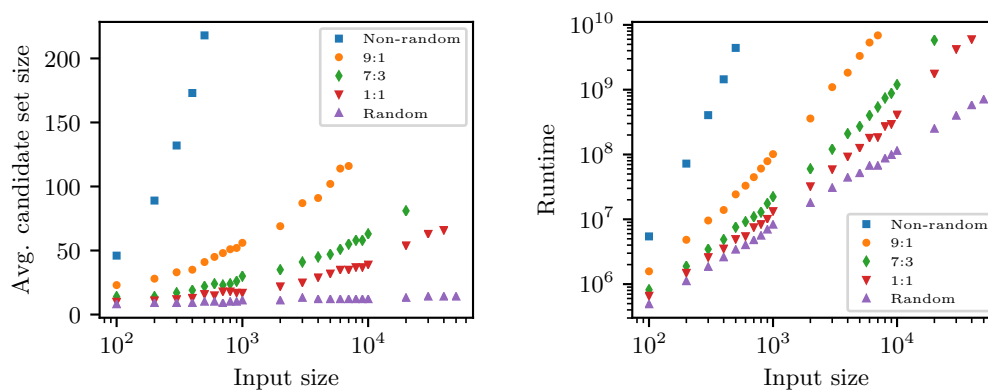 Avg. candidate set size
200
150
100
50
0
10^2
10^3
10^4
Input size
Non-random
9:1
7:3
1:1
Random
Runtime
10^10
10^9
10^8
10^7
10^6
10^2
10^3
10^4
Input size
Non-random
9:1
7:3
1:1
Random